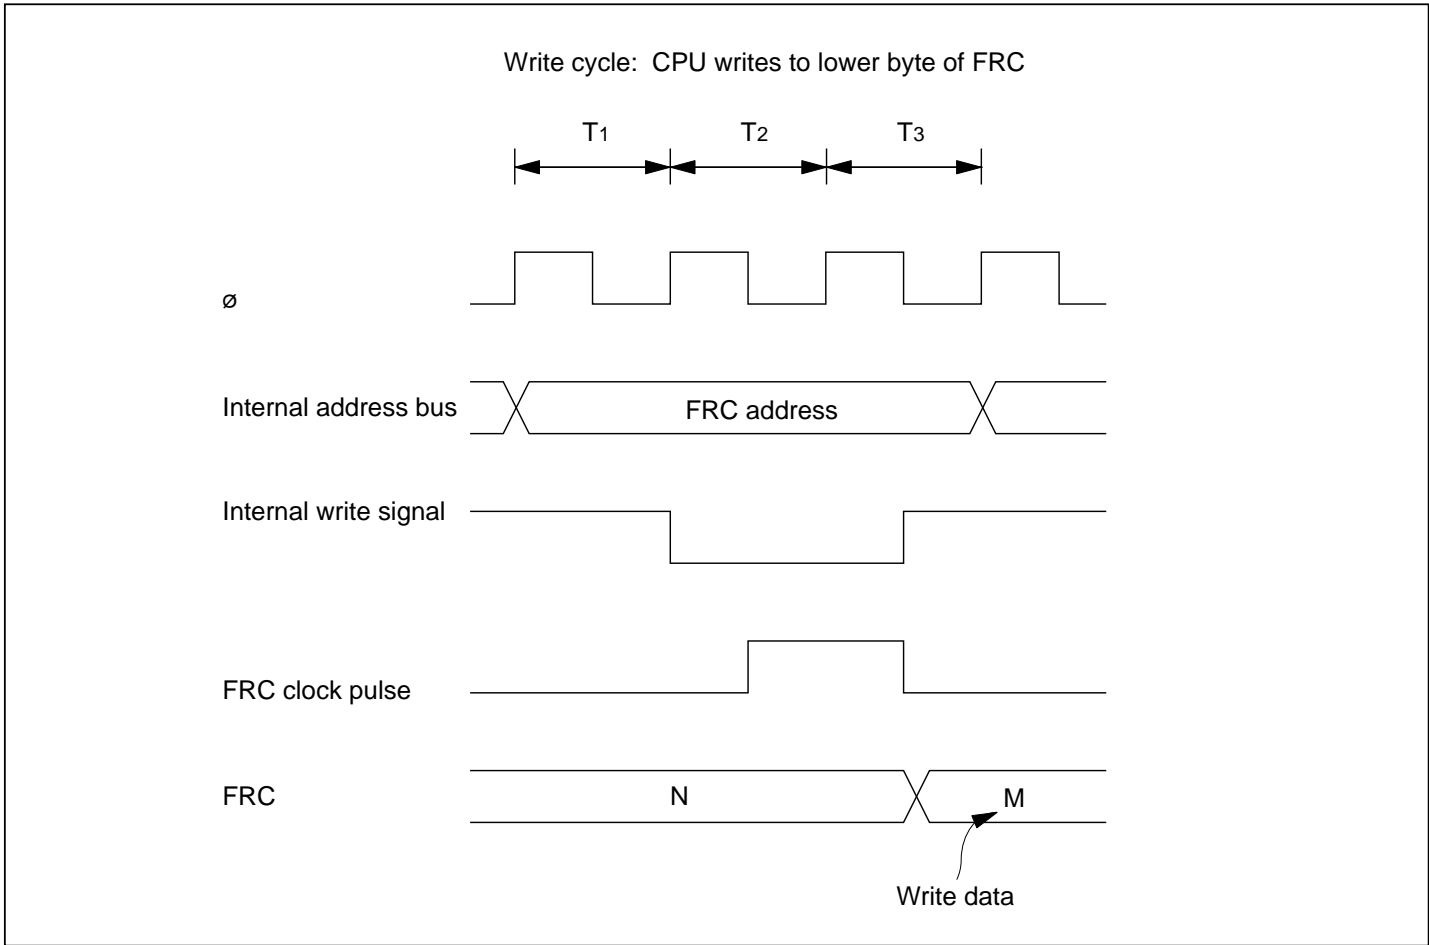 Write cycle:  CPU writes to lower byte of FRC
T1 T2 T3
ø
Internal address bus FRC address
Internal write signal
FRC clock pulse
FRC N M
Write data